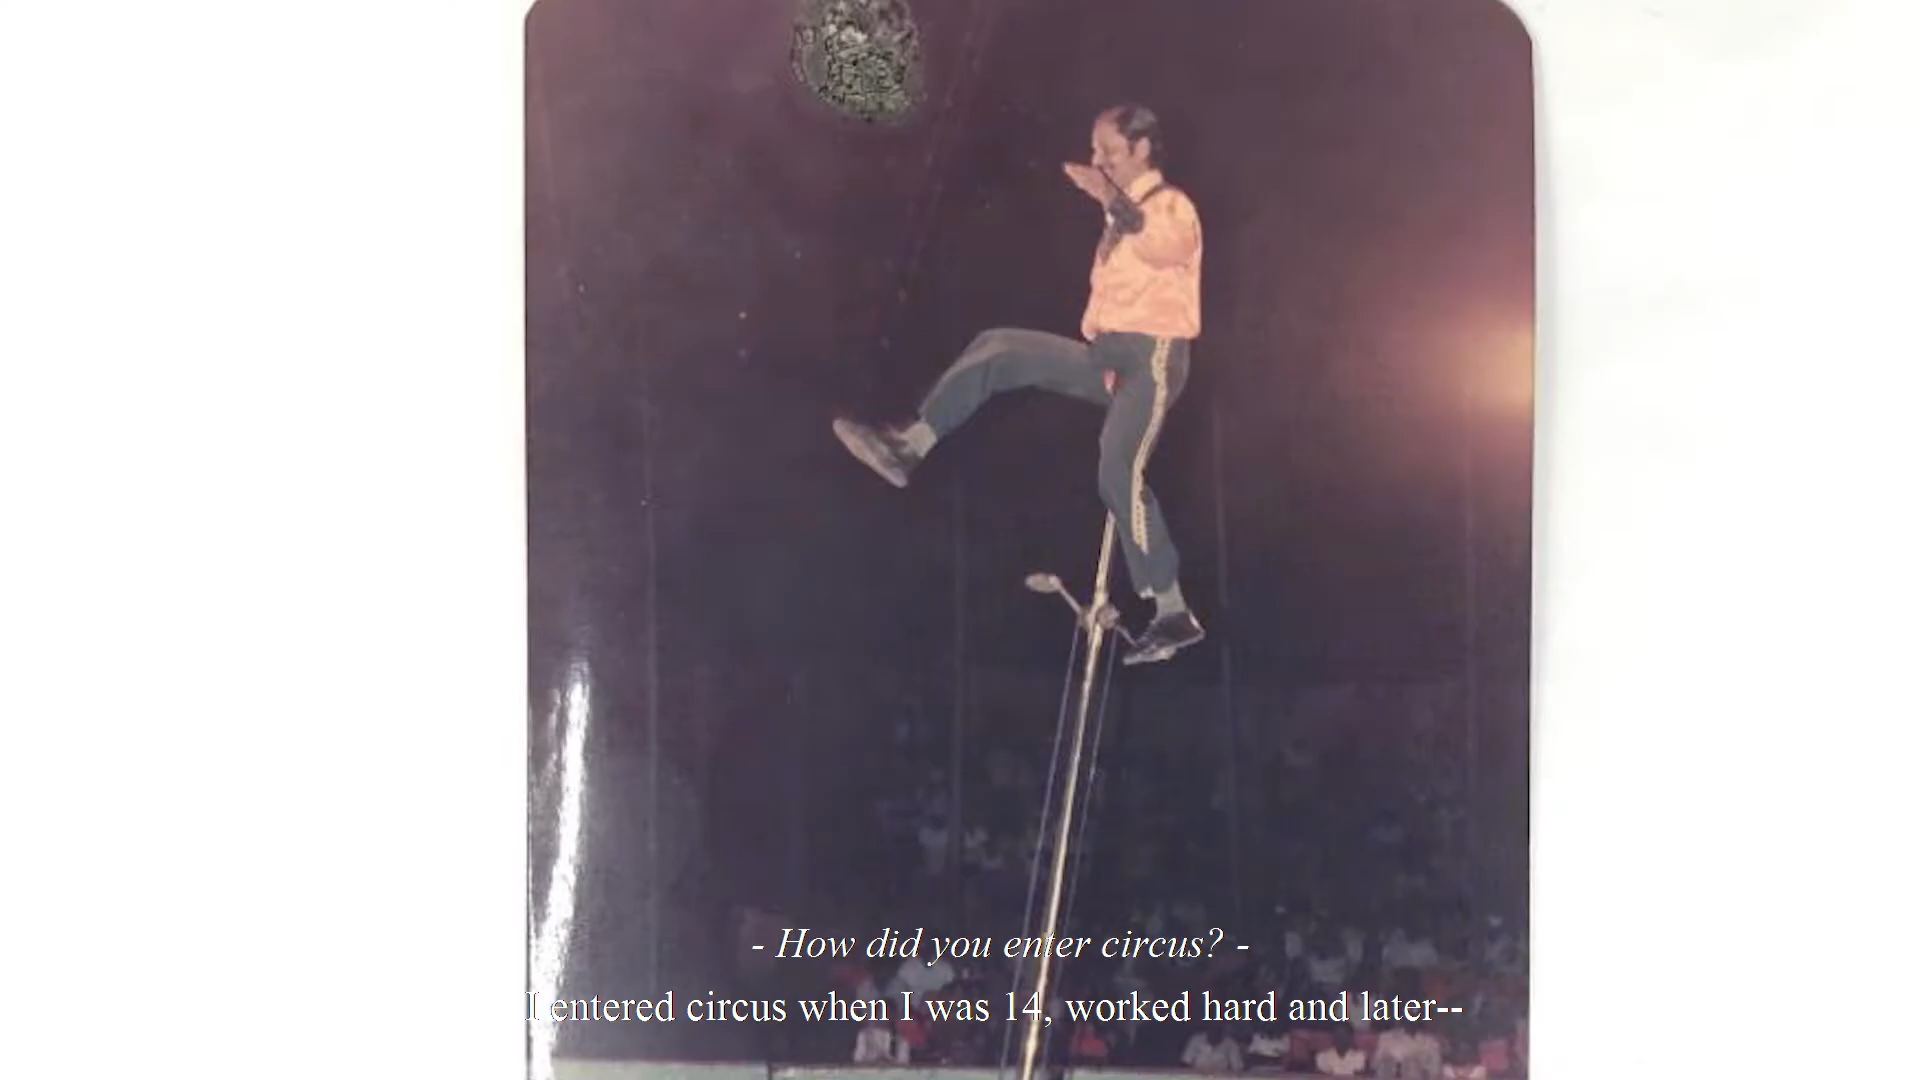 - How did you enter circus? -
I entered circus when I was 14, worked hard and later--